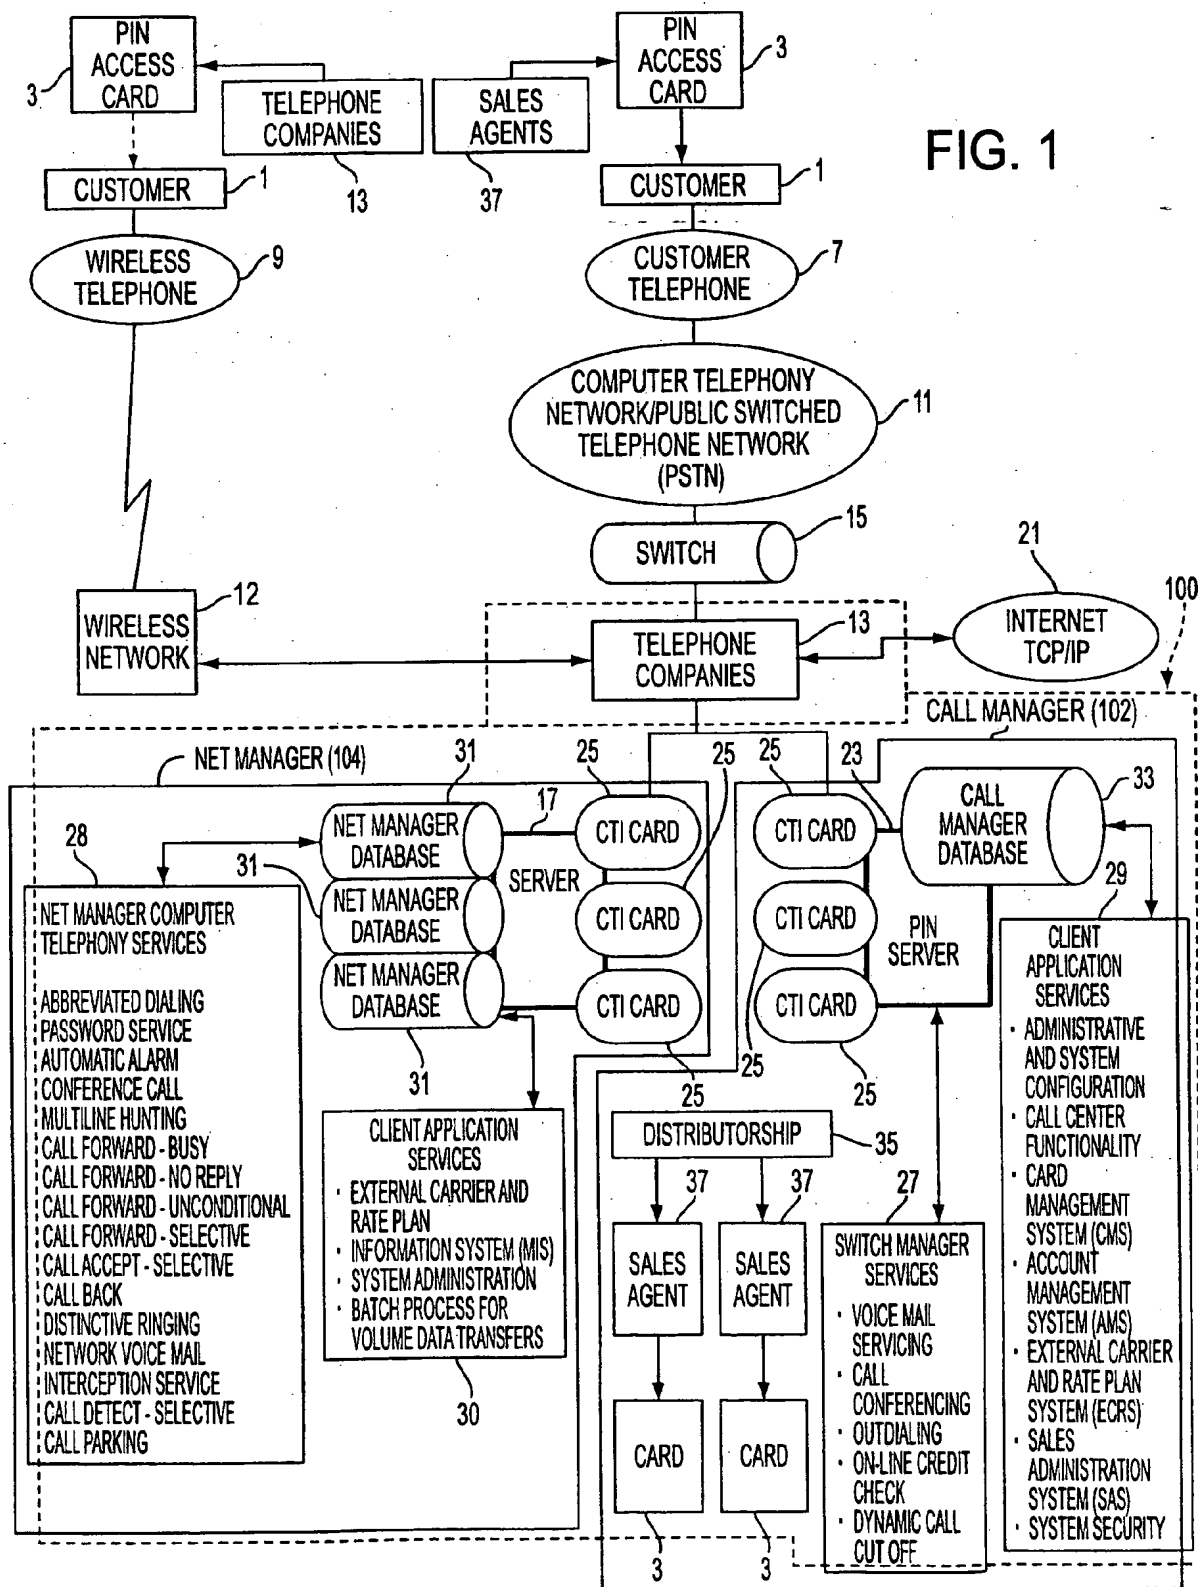 PIN
ACCESS
CARD
3
TELEPHONE
COMPANIES
13
SALES
AGENTS
37
PIN
ACCESS
CARD
3
FIG. 1
CUSTOMER
1
CUSTOMER
1
WIRELESS
TELEPHONE
9
CUSTOMER
TELEPHONE
7
COMPUTER TELEPHONY
NETWORK/PUBLIC SWITCHED
TELEPHONE NETWORK
(PSTN)
11
SWITCH
15
WIRELESS
NETWORK
12
TELEPHONE
COMPANIES
13
INTERNET
TCP/IP
21
100
NET MANAGER (104)
CALL MANAGER (102)
28
NET MANAGER COMPUTER
TELEPHONY SERVICES
ABBREVIATED DIALING
PASSWORD SERVICE
AUTOMATIC ALARM
CONFERENCE CALL
MULTILINE HUNTING
CALL FORWARD - BUSY
CALL FORWARD - NO REPLY
CALL FORWARD - UNCONDITIONAL
CALL FORWARD - SELECTIVE
CALL ACCEPT - SELECTIVE
CALL BACK
DISTINCTIVE RINGING
NETWORK VOICE MAIL
INTERCEPTION SERVICE
CALL DETECT - SELECTIVE
CALL PARKING
31
NET MANAGER
DATABASE
31
NET MANAGER
DATABASE
NET MANAGER
DATABASE
31
17
SERVER
25
CTI CARD
25
CTI CARD
CTI CARD
25
CLIENT APPLICATION
SERVICES
· EXTERNAL CARRIER AND
RATE PLAN
· INFORMATION SYSTEM (MIS)
· SYSTEM ADMINISTRATION
· BATCH PROCESS FOR
VOLUME DATA TRANSFERS
30
25
CTI CARD
CTI CARD
25
CTI CARD
25
23
CALL
MANAGER
DATABASE
33
PIN
SERVER
29
CLIENT
APPLICATION
SERVICES
· ADMINISTRATIVE
AND SYSTEM
CONFIGURATION
· CALL CENTER
FUNCTIONALITY
· CARD
MANAGEMENT
SYSTEM (CMS)
· ACCOUNT
MANAGEMENT
SYSTEM (AMS)
· EXTERNAL CARRIER
AND RATE PLAN
SYSTEM (ECRS)
· SALES
ADMINISTRATION
SYSTEM (SAS)
· SYSTEM SECURITY
DISTRIBUTORSHIP
35
37
SALES
AGENT
37
SALES
AGENT
CARD
3
CARD
3
27
SWITCH MANAGER
SERVICES
· VOICE MAIL
SERVICING
· CALL
CONFERENCING
· OUTDIALING
· ON-LINE CREDIT
CHECK
· DYNAMIC CALL
CUT OFF